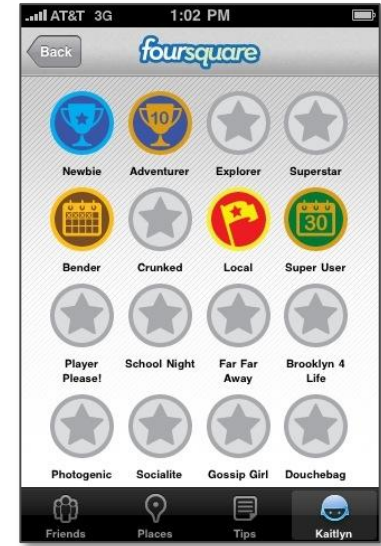 AT&T 3G 1:02 PM
Back foursquare
10
Newbie Adventurer Explorer Superstar
XXXXX
30
Bender Crunked Local Super User
Player School Night Far Far Brooklyn 4
Please! Away Life
Photogenic Socialite Gossip Girl Douchebag
Friends Places Tips Kaitlyn